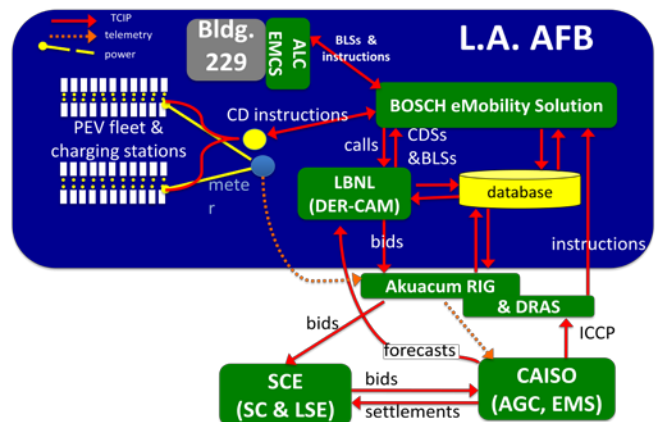 TCIP
telemetry
power
Bldg.
229
ALC
EMCS
BLSs &
instructions
L.A. AFB
BOSCH eMobility Solution
CD instructions
PEV fleet &
charging stations
mete
r
calls
CDSs
&BLSs
LBNL
(DER-CAM)
database
bids
instructions
Akuacum RIG
& DRAS
bids
forecasts
ICCP
SCE
(SC & LSE)
bids
settlements
CAISO
(AGC, EMS)